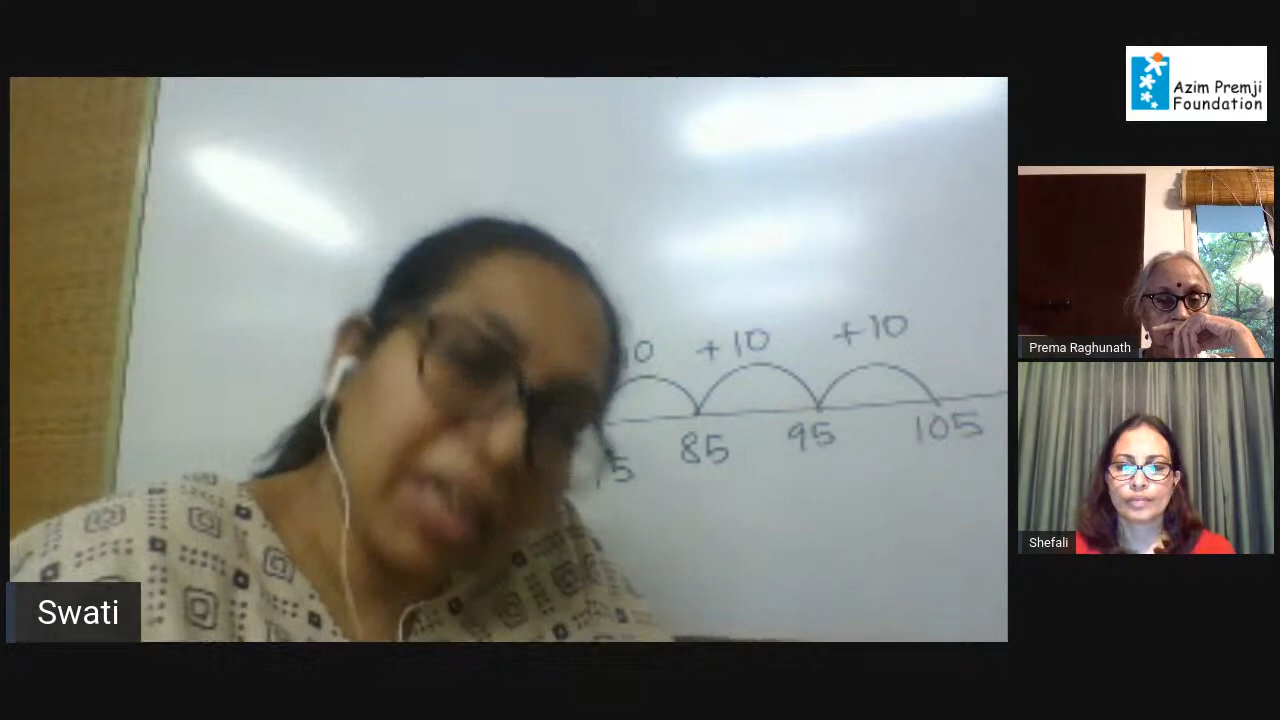 Azim Premji
Foundation
+10 +10
85 95 105
Prema Raghunath
Shefali
Swati